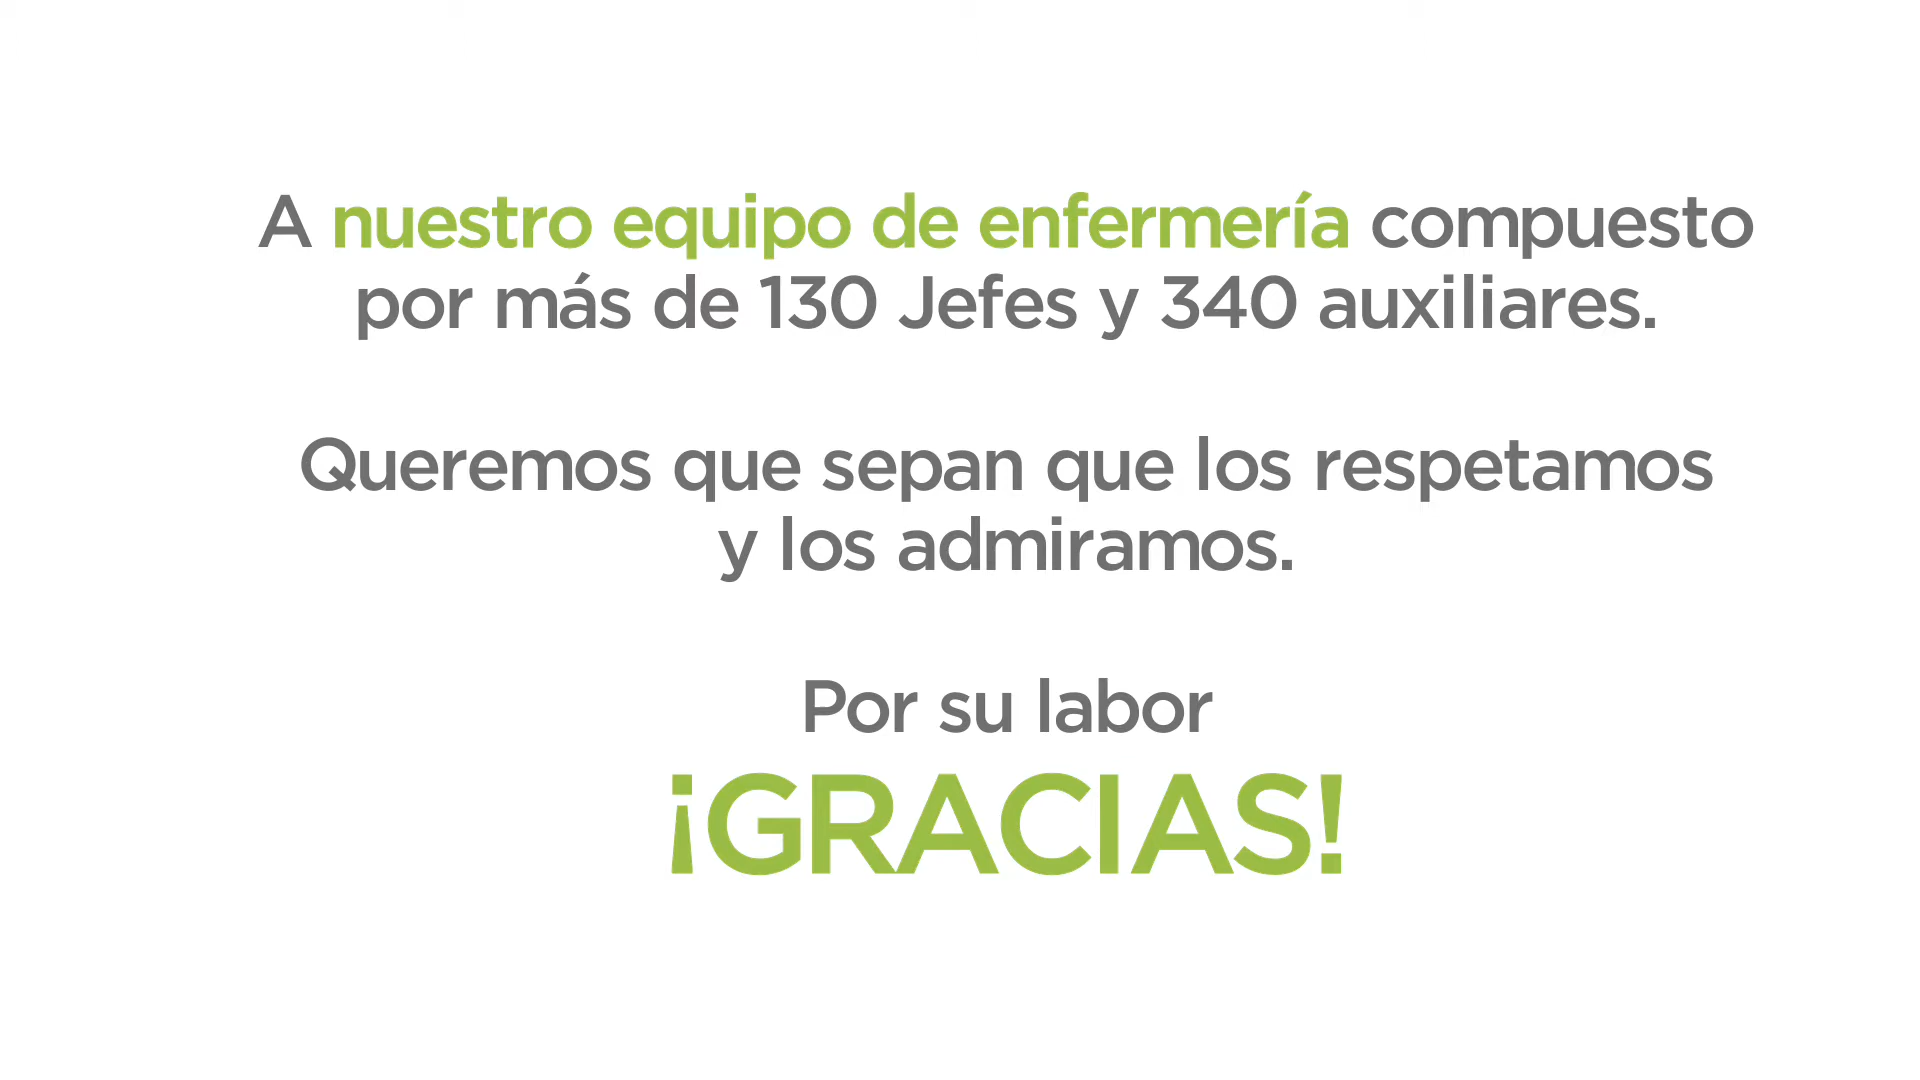 A nuestro equipo de enfermería compuesto
por más de 130 Jefes y 340 auxiliares.
Queremos que sepan que los respetamos
y los admiramos.
Por su labor
¡GRACIAS!